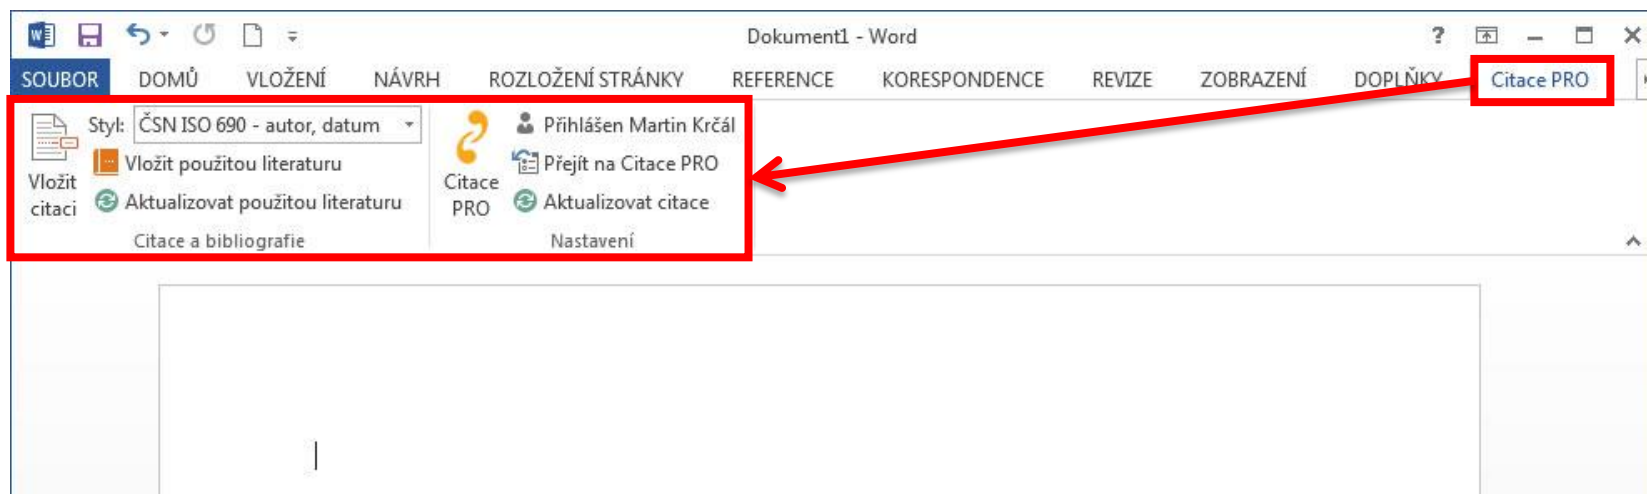 Dokument1 - Word
SOUBOR DOMŮ VLOŽENÍ NÁVRH ROZLOŽENÍ STRÁNKY REFERENCE KORESPONDENCE REVIZE ZOBRAZENÍ DOPLŇKY Citace PRO
Styl: ČSN ISO 690 - autor, datum
Vložit použitou literaturu
Aktualizovat použitou literaturu
Vložit
citaci
Citace a bibliografie
Citace
PRO
Přihlášen Martin Krčál
Přejít na Citace PRO
Aktualizovat citace
Nastavení